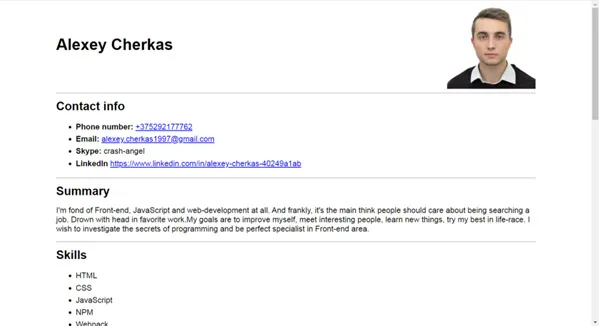 Alexey Cherkas
Contact info
Phone number: +375292177762
Email: alexey.cherkas1997@gmail.com
Skype: crash-angel
LinkedIn https://www.linkedin.com/in/alexey-cherkas-40249a1ab
Summary
I'm fond of Front-end, JavaScript and web-development at all. And frankly, it's the main think people should care about being searching a
job. Drown with head in favorite work.My goals are to improve myself, meet interesting people, learn new things, try my best in life-race. I
wish to investigate the secrets of programming and be perfect specialist in Front-end area.
Skills
HTML
CSS
JavaScript
NPM
Webpack